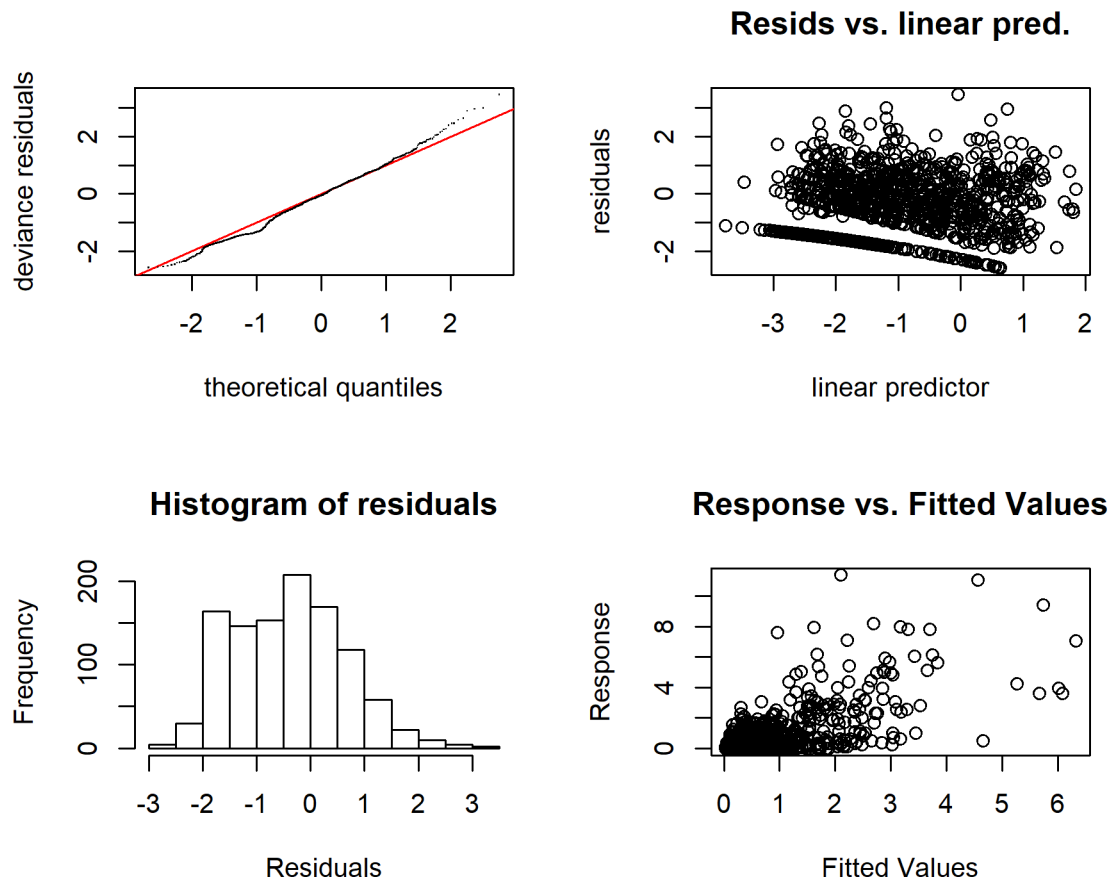 deviance residuals
2
0
-2
-2 -1 0 1 2
theoretical quantiles
Resids vs. linear pred.
residuals
2
0
-2
-3 -2 -1 0 1 2
linear predictor
Histogram of residuals
Frequency
200
100
0
-3 -2 -1 0 1 2 3
Residuals
Response vs. Fitted Values
Response
8
4
0
0 1 2 3 4 5 6
Fitted Values